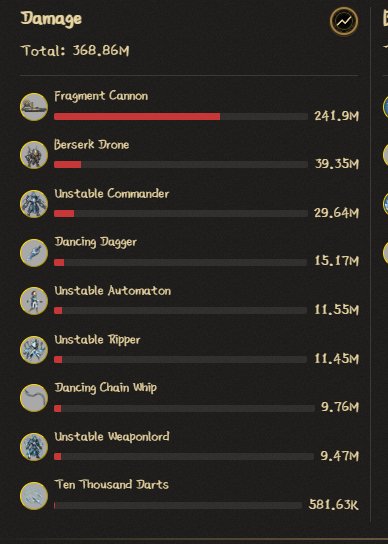 Damage
Total: 368.86M
Fragment Cannon
241.9M
Berserk Drone
39.35M
Unstable Commander
29.64M
Dancing Dagger
15.17M
Unstable Automaton
11.55M
Unstable Ripper
11.45M
Dancing Chain Whip
9.76M
Unstable Weaponlord
9.47M
Ten Thousand Darts
581.63K